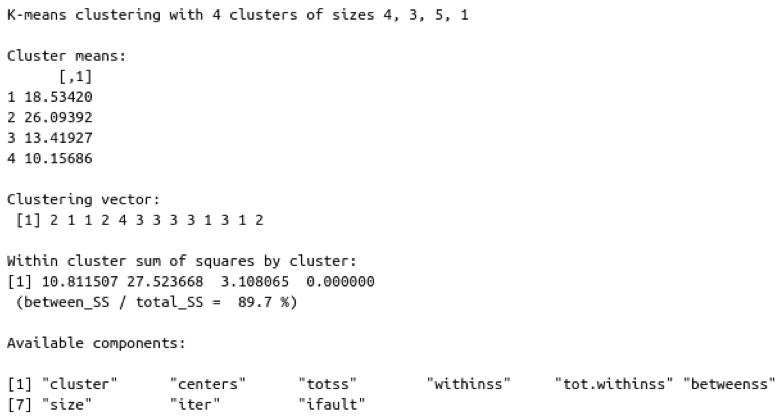 K-means clustering with 4 clusters of sizes 4, 3, 5, 1
Cluster means:
[,1]
1 18.53420
2 26.09392
3 13.41927
4 10.15686
Clustering vector:
[1] 2 1 1 2 4 3 3 3 3 1 3 1 2
Within cluster sum of squares by cluster:
[1] 10.811507 27.523668 3.108065 0.000000
(between_SS / total_SS = 89.7 %)
Available components:
[1] "cluster" "centers" "totss" "withinss" "tot.withinss" "betweenss"
[7] "size" "iter" "ifault"